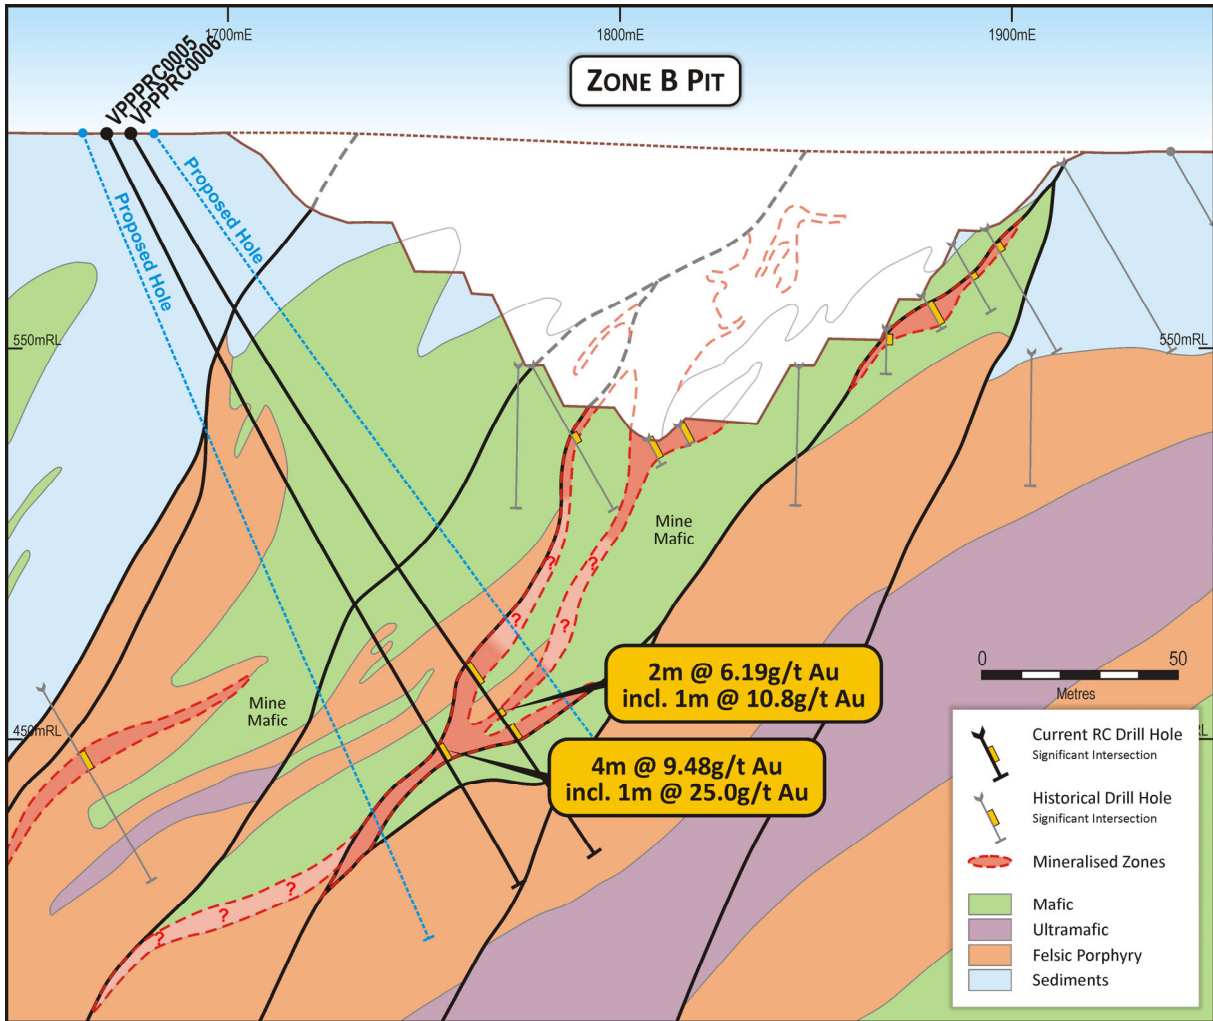 1700mE
1800mE
1900mE
VPPPRC0005
VPPPRC0006
ZONE B PIT
Proposed Hole
Proposed Hole
550mRL
550mRL
Mine
Mafic
?
?
?
?
2m @ 6.19g/t Au
incl. 1m @ 10.8g/t Au
0
50
Metres
Mine
Mafic
450mRL
4m @ 9.48g/t Au
incl. 1m @ 25.0g/t Au
?
?
?
Current RC Drill Hole
Significant Intersection
Historical Drill Hole
Significant Intersection
Mineralised Zones
Mafic
Ultramafic
Felsic Porphyry
Sediments